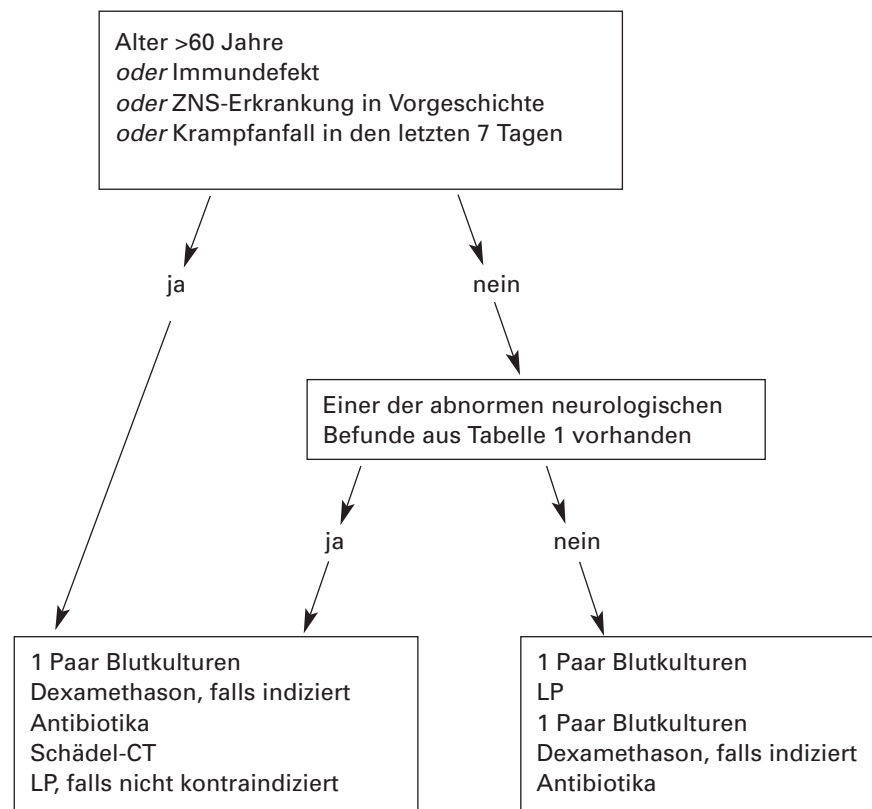 Alter >60 Jahre
oder Immundefekt
oder ZNS-Erkrankung in Vorgeschichte
oder Krampfanfall in den letzten 7 Tagen
ja
nein
Einer der abnormen neurologischen
Befunde aus Tabelle 1 vorhanden
ja
nein
1 Paar Blutkulturen
Dexamethason, falls indiziert
Antibiotika
Schädel-CT
LP, falls nicht kontraindiziert
1 Paar Blutkulturen
LP
1 Paar Blutkulturen
Dexamethason, falls indiziert
Antibiotika